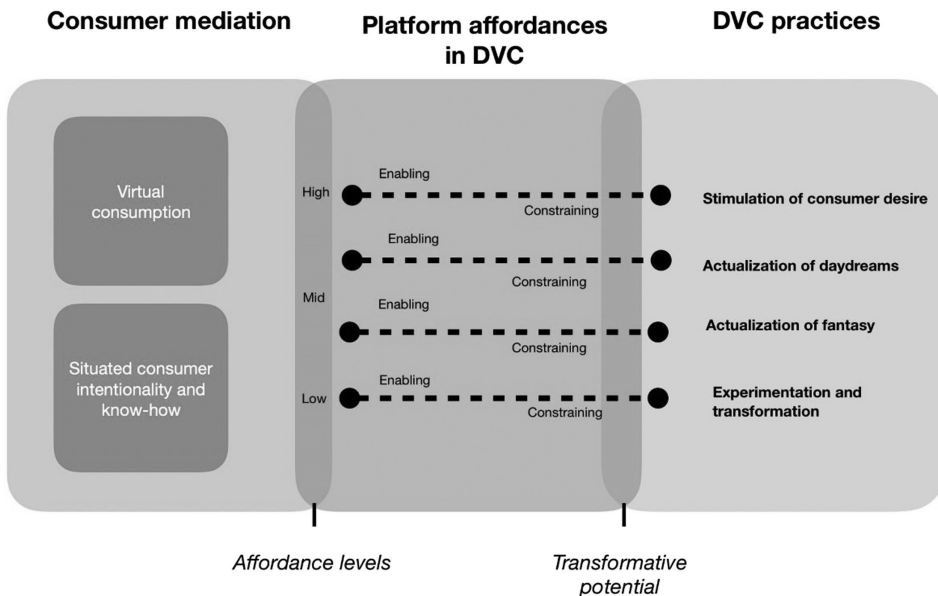 Consumer mediation
Platform affordances
in DVC
DVC practices
Virtual
consumption
Situated consumer
intentionality and
know-how
High
Mid
Low
Enabling
Constraining
Enabling
Constraining
Enabling
Constraining
Enabling
Constraining
Stimulation of consumer desire
Actualization of daydreams
Actualization of fantasy
Experimentation and
transformation
Affordance levels
Transformative
potential